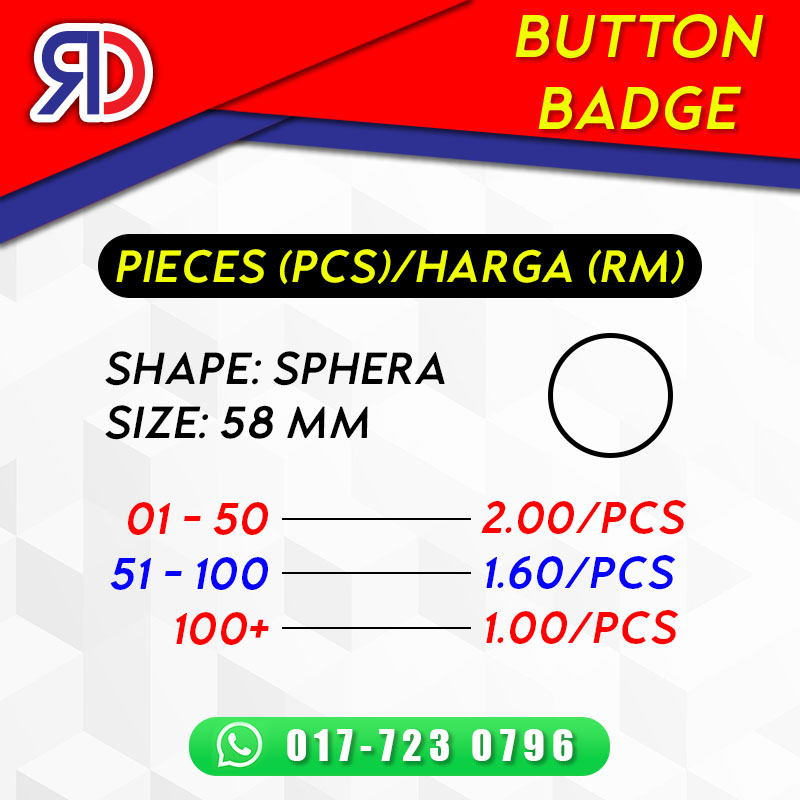 RD
BUTTON
BADGE
PIECES (PCS)/HARGA (RM)
SHAPE: SPHERA
SIZE: 58 MM
01 - 50 2.00/PCS
51 - 100 1.60/PCS
100+ 1.00/PCS
017-723 0796